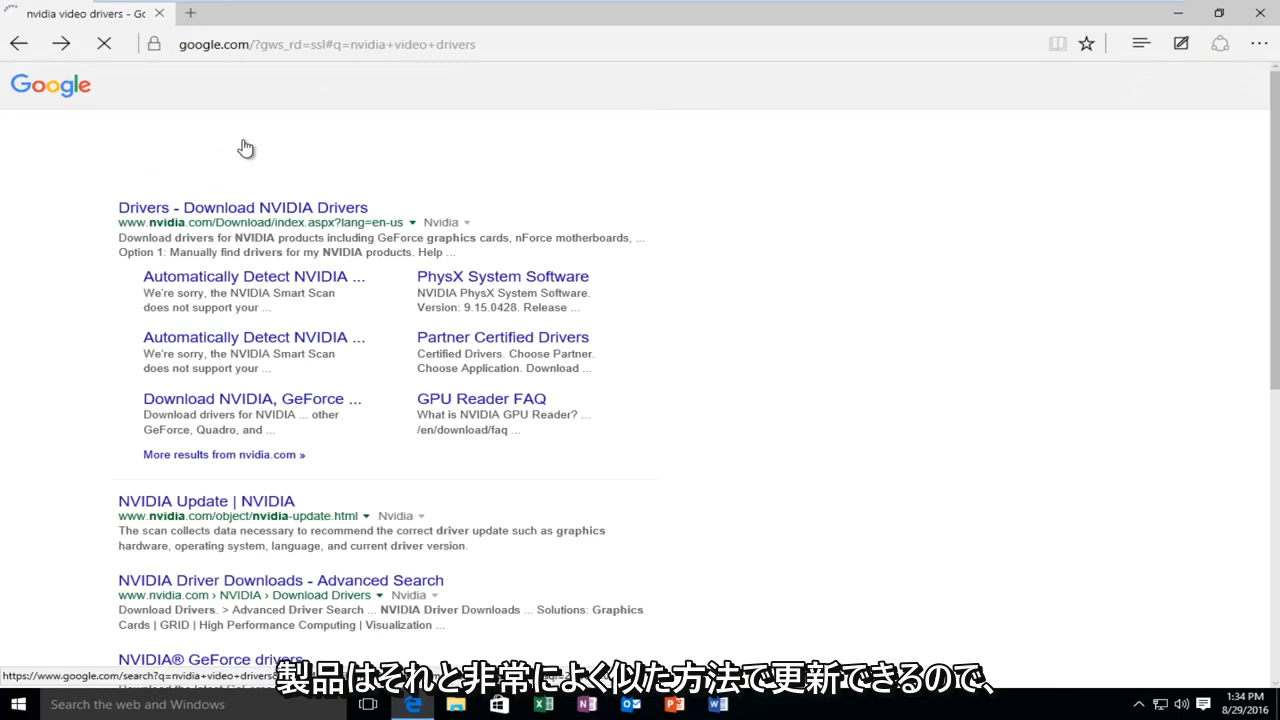 nvidia video drivers - Gc
google.com/?gws_rd=ssl#q=nvidia+video+drivers
Google
Drivers - Download NVIDIA Drivers
www.nvidia.com/Download/index.aspx?lang=en-us Nvidia
Download drivers for NVIDIA products including GeForce graphics cards, nForce motherboards, ...
Option 1: Manually find drivers for my NVIDIA products. Help ...
Automatically Detect NVIDIA ...
We're sorry, the NVIDIA Smart Scan
does not support your ...
PhysX System Software
NVIDIA PhysX System Software.
Version: 9.15.0428. Release ...
Automatically Detect NVIDIA ...
We're sorry, the NVIDIA Smart Scan
does not support your ...
Partner Certified Drivers
Certified Drivers. Choose Partner.
Choose Application. Download ...
Download NVIDIA, GeForce ...
Download drivers for NVIDIA ... other
GeForce, Quadro, and ...
GPU Reader FAQ
What is NVIDIA GPU Reader? ...
/en/download/faq ...
More results from nvidia.com »
NVIDIA Update | NVIDIA
www.nvidia.com/object/nvidia-update.html Nvidia
The scan collects data necessary to recommend the correct driver update such as graphics
hardware, operating system, language, and current driver version.
NVIDIA Driver Downloads - Advanced Search
www.nvidia.com › NVIDIA › Download Drivers Nvidia
Download Drivers. > Advanced Driver Search ... NVIDIA Driver Downloads ... Solutions: Graphics
Cards | GRID | High Performance Computing | Visualization ...
NVIDIA® GeForce drivers
https://www.google.com/search?q=nvidia+video+drivers&
製品はそれと非常によく似た方法で更新できるので、
Search the web and Windows
1:34 PM
8/29/2016